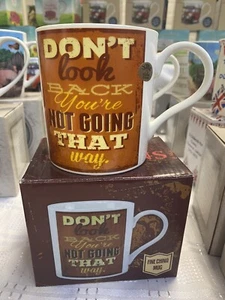 DON'T
look
BACK
You're
NOT GOING
THAT
way.
DON'T
look
BACK
You're
NOT GOING
THAT
way.
FINE CHINA
MUG